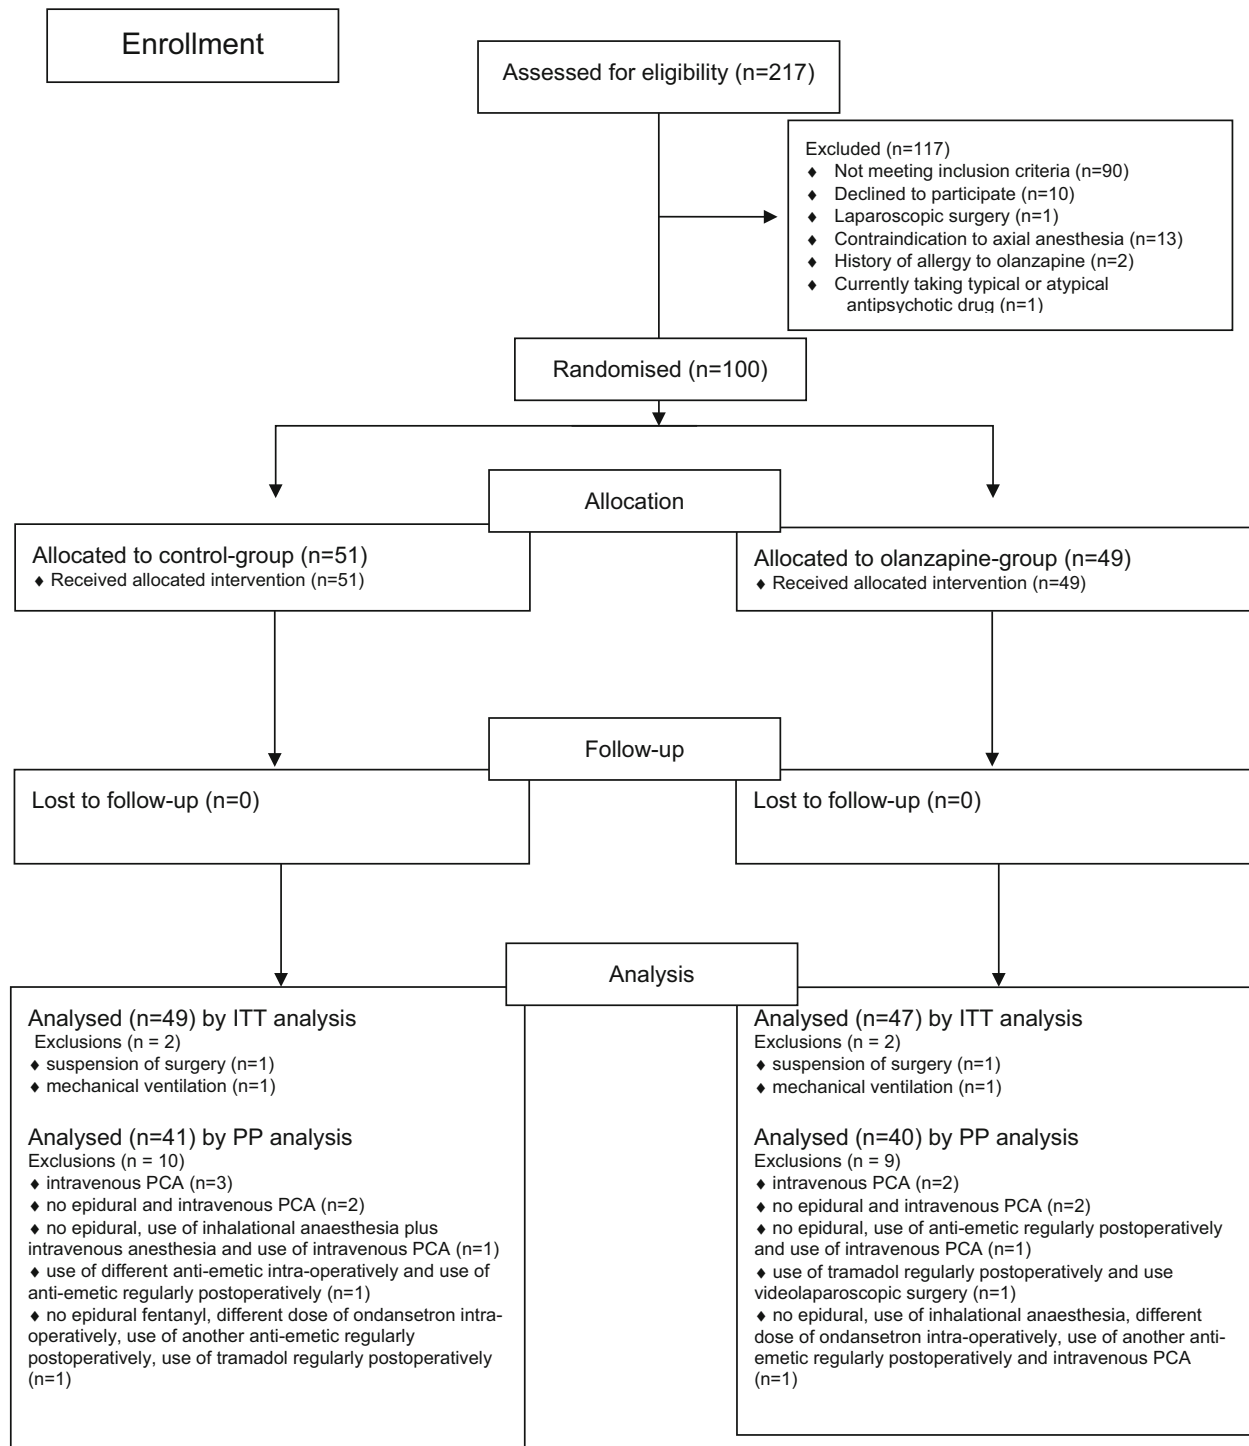 Enrollment
Assessed for eligibility (n=217)
Excluded (n=117)
♦ Not meeting inclusion criteria (n=90)
♦ Declined to participate (n=10)
♦ Laparoscopic surgery (n=1)
♦ Contraindication to axial anesthesia (n=13)
♦ History of allergy to olanzapine (n=2)
♦ Currently taking typical or atypical
antipsychotic drug (n=1)
Randomised (n=100)
Allocation
Allocated to control-group (n=51)
♦ Received allocated intervention (n=51)
Allocated to olanzapine-group (n=49)
♦ Received allocated intervention (n=49)
Follow-up
Lost to follow-up (n=0)
Lost to follow-up (n=0)
Analysis
Analysed (n=49) by ITT analysis
Exclusions (n = 2)
♦ suspension of surgery (n=1)
♦ mechanical ventilation (n=1)
Analysed (n=41) by PP analysis
Exclusions (n = 10)
♦ intravenous PCA (n=3)
♦ no epidural and intravenous PCA (n=2)
♦ no epidural, use of inhalational anaesthesia plus
intravenous anesthesia and use of intravenous PCA (n=1)
♦ use of different anti-emetic intra-operatively and use of
anti-emetic regularly postoperatively (n=1)
♦ no epidural fentanyl, different dose of ondansetron intra-
operatively, use of another anti-emetic regularly
postoperatively, use of tramadol regularly postoperatively
(n=1)
Analysed (n=47) by ITT analysis
Exclusions (n = 2)
♦ suspension of surgery (n=1)
♦ mechanical ventilation (n=1)
Analysed (n=40) by PP analysis
Exclusions (n = 9)
♦ intravenous PCA (n=2)
♦ no epidural and intravenous PCA (n=2)
♦ no epidural, use of anti-emetic regularly postoperatively
and use of intravenous PCA (n=1)
♦ use of tramadol regularly postoperatively and use
videolaparoscopic surgery (n=1)
♦ no epidural, use of inhalational anaesthesia, different
dose of ondansetron intra-operatively, use of another anti-
emetic regularly postoperatively and intravenous PCA
(n=1)